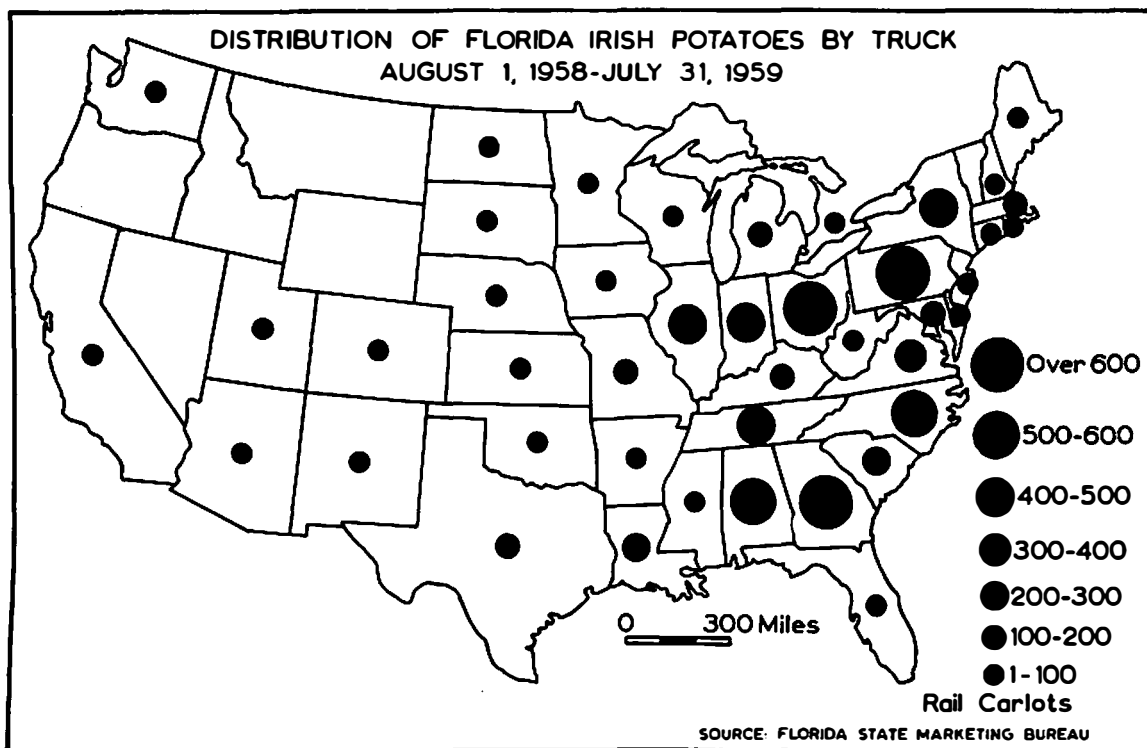 DISTRIBUTION OF FLORIDA IRISH POTATOES BY TRUCK
AUGUST 1, 1958-JULY 31, 1959
Over 600
500-600
400-500
300-400
200-300
100-200
1-100
Rail Carlots
0 300 Miles
SOURCE: FLORIDA STATE MARKETING BUREAU